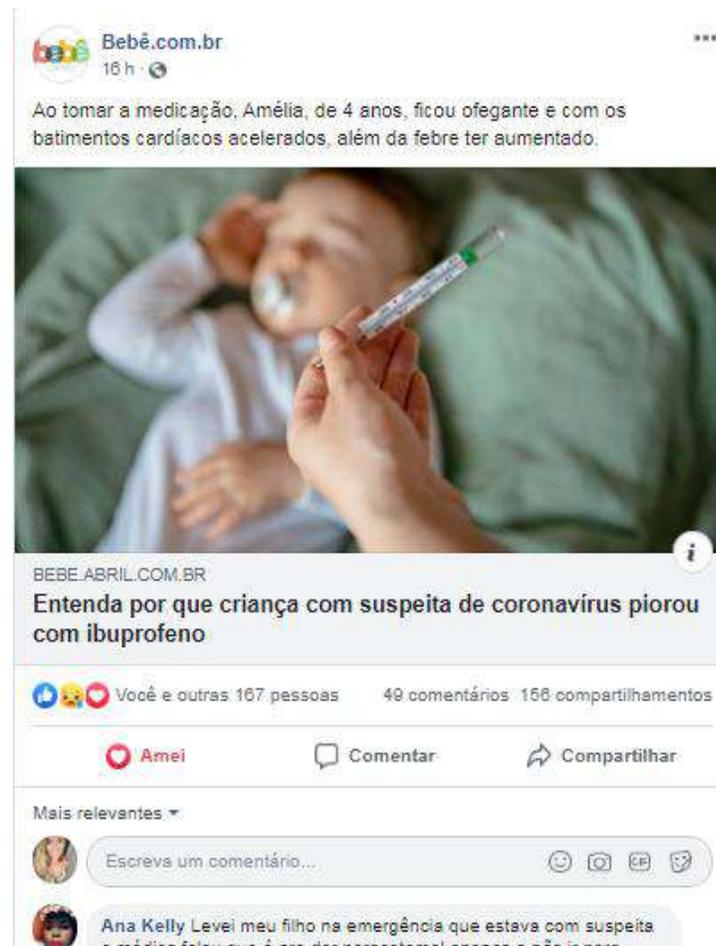 bebê
Bebê.com.br
16 h
Ao tomar a medicação, Amélia, de 4 anos, ficou ofegante e com os
batimentos cardíacos acelerados, além da febre ter aumentado.
i
BEBE.ABRIL.COM.BR
Entenda por que criança com suspeita de coronavírus piorou
com ibuprofeno
Você e outras 167 pessoas 49 comentários 156 compartilhamentos
Amei Comentar Compartilhar
Mais relevantes
Escreva um comentário...
GIF
Ana Kelly Levei meu filho na emergência que estava com suspeita